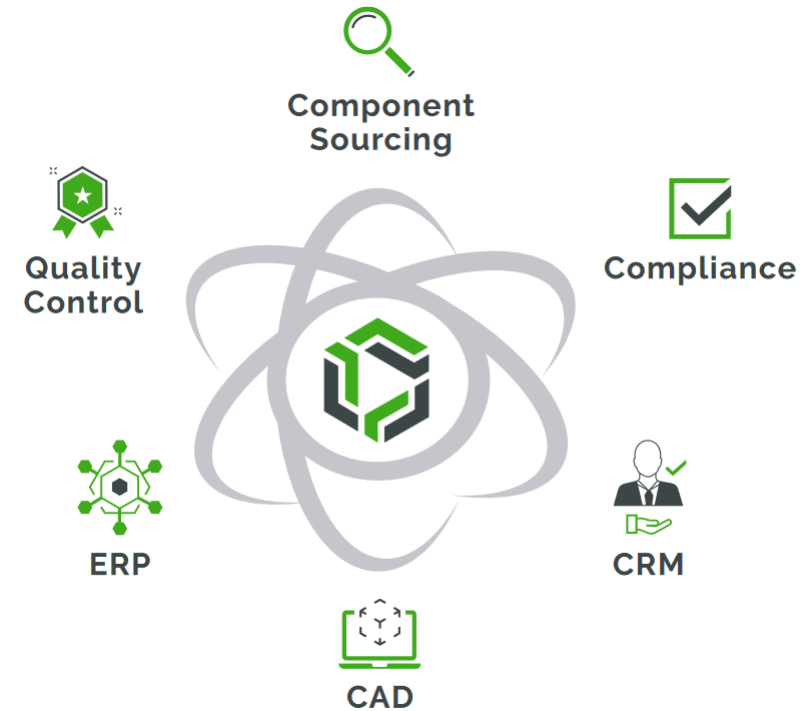 Component
Sourcing
Quality
Control
Compliance
ERP
CRM
CAD